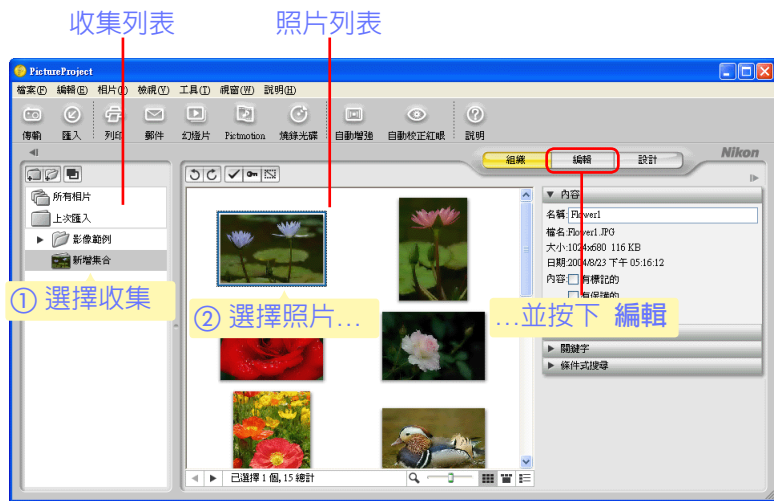 收集列表 照片列表
PictureProject
檔案(F) 編輯(E) 相片(I) 檢視(V) 工具(T) 視窗(W) 說明(H)
傳輸 匯入 列印 郵件 幻燈片 Pictmotion 燒錄光碟 自動增強 自動校正紅眼 說明
組織 編輯 設計 Nikon
所有相片
上次匯入
影像範例
新增集合
① 選擇收集
② 選擇照片...
內容
名稱: Flower1
檔名:Flower1.JPG
大小:1024x680 116 KB
日期:2004/8/23 下午 05:16:12
內容: 有標記的
有保護的
...並按下 編輯
關鍵字
條件式搜尋
已選擇 1 個, 15 總計